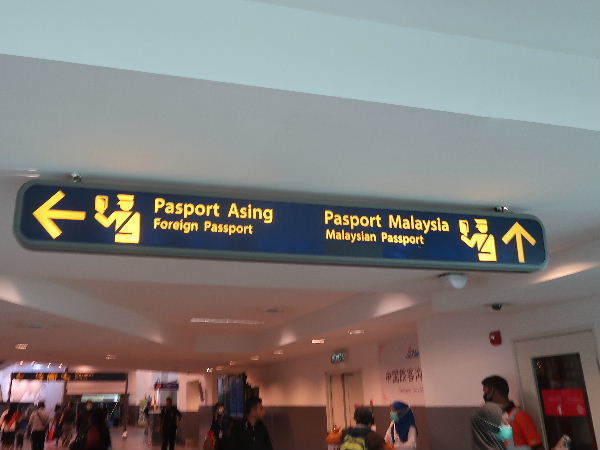 Pasport Asing
Foreign Passport
Pasport Malaysia
Malaysian Passport